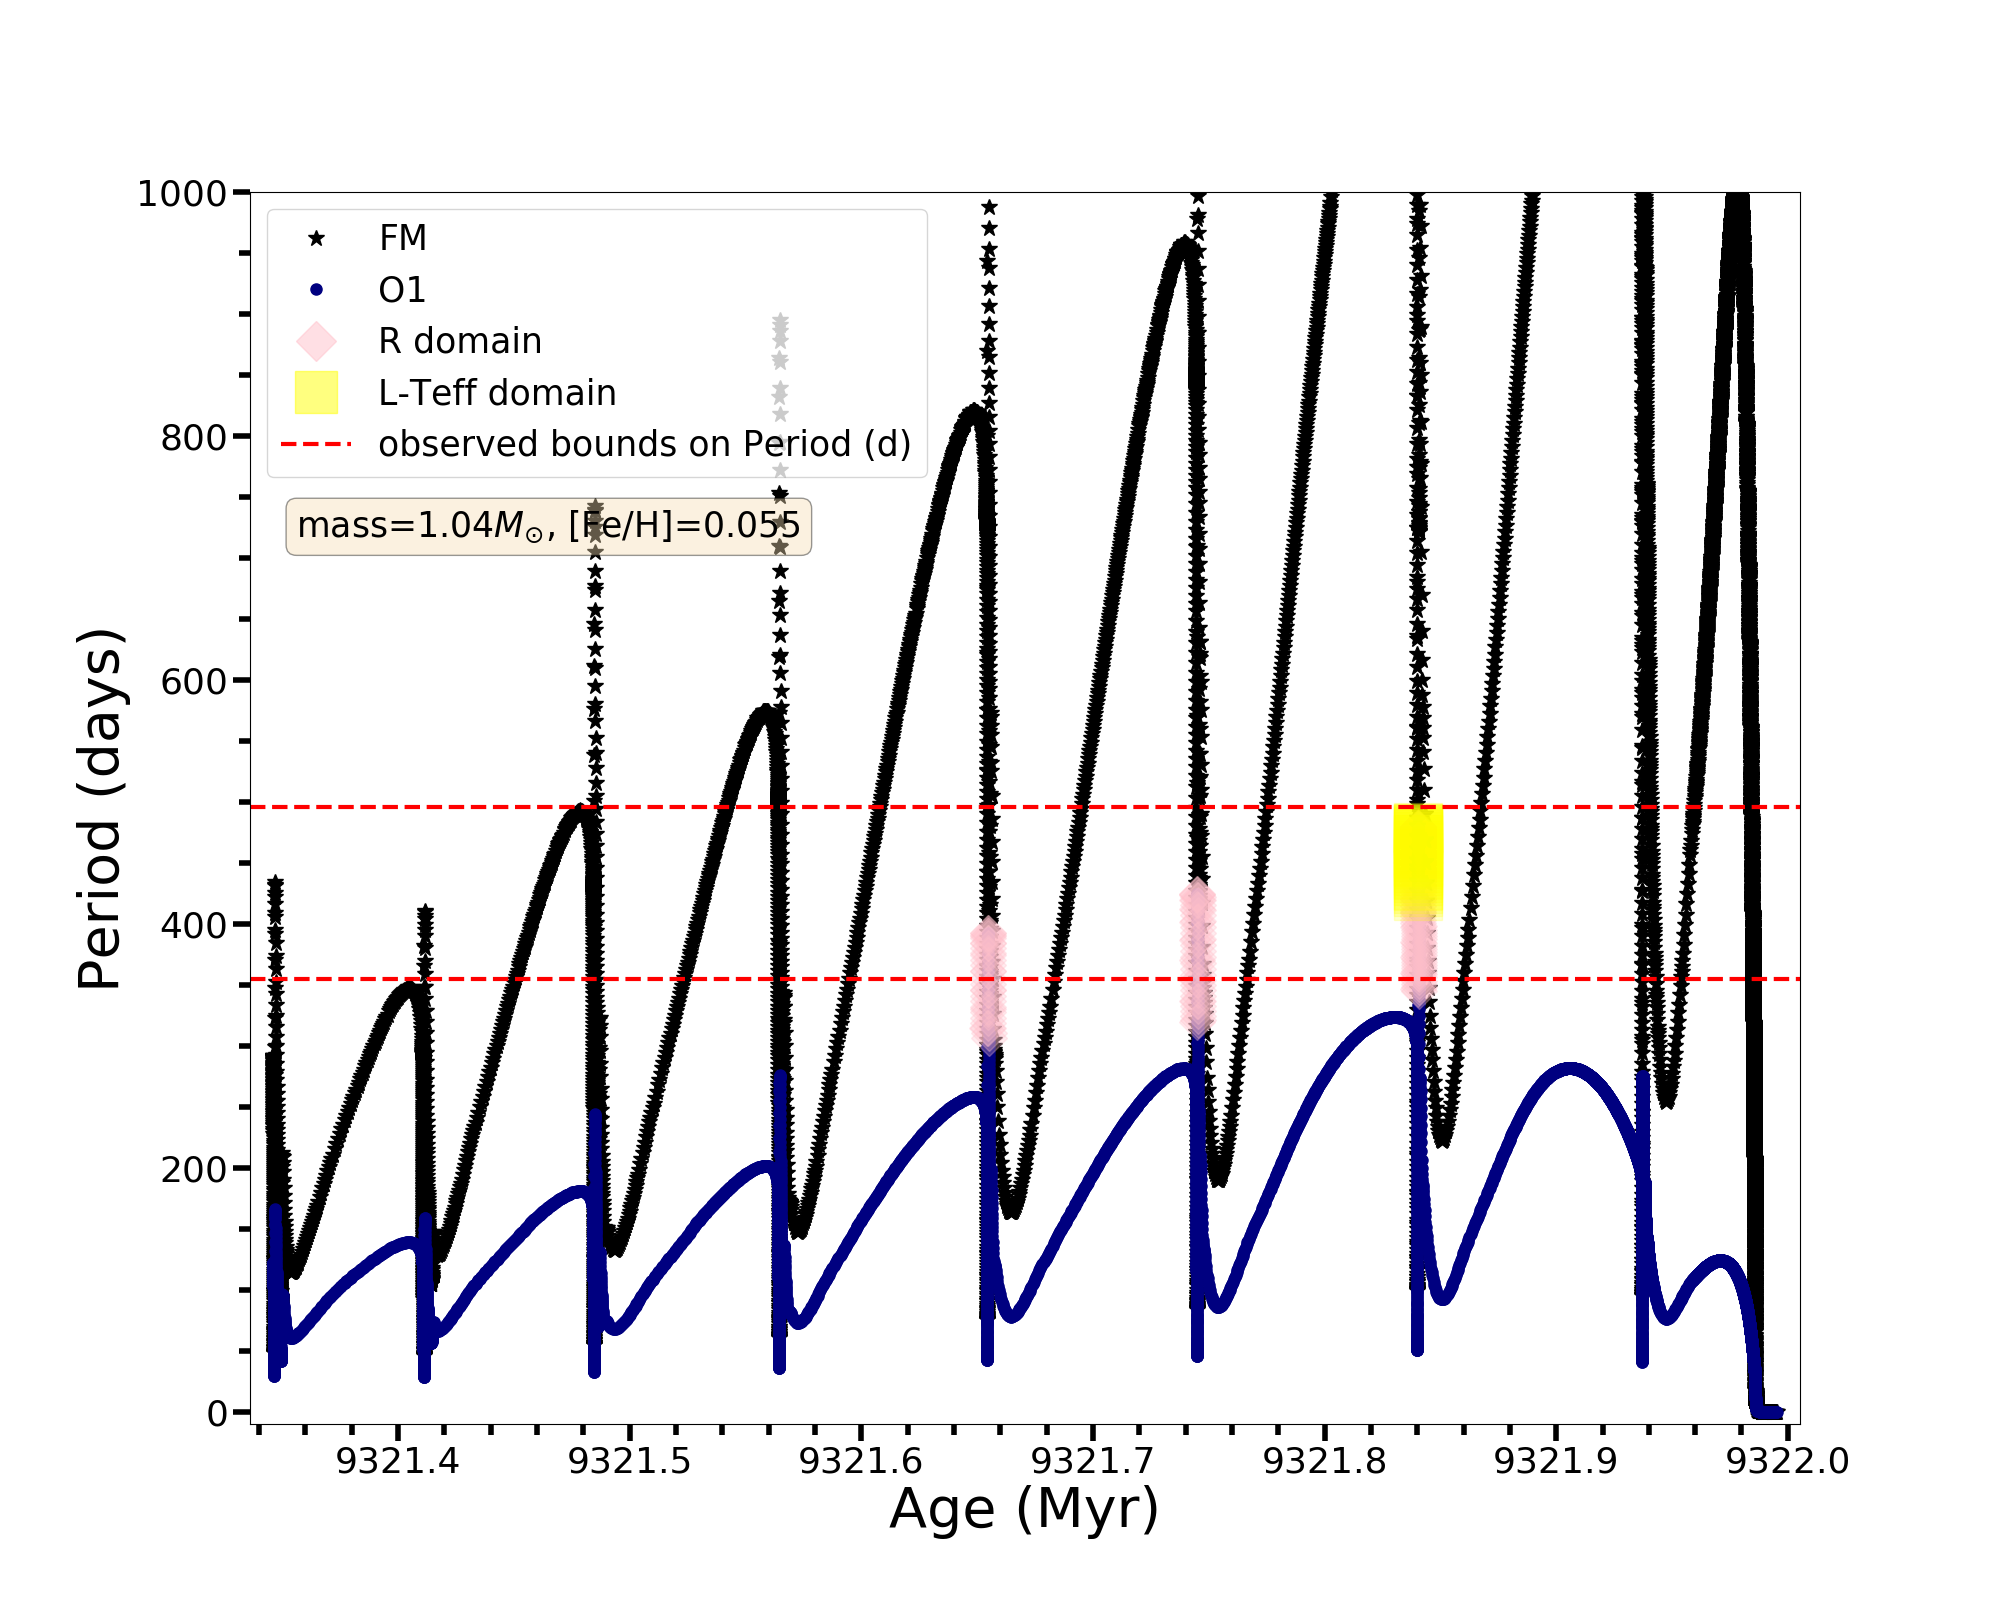 1000
800
600
400
200
0
Period (days)
FM
O1
R domain
L-Teff domain
observed bounds on Period (d)
mass=1.04M⊙, [Fe/H]=0.055
9321.4 9321.5 9321.6 9321.7 9321.8 9321.9 9322.0
Age (Myr)